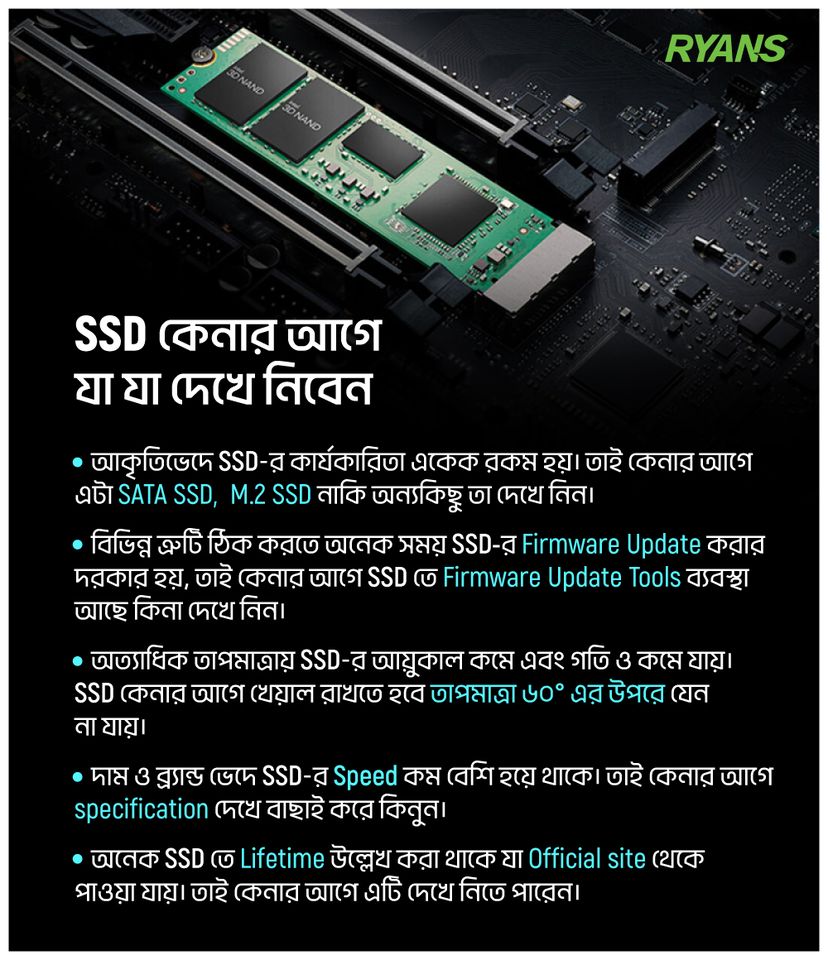 RYANS
intel
3D NAND
intel
3D NAND
SSD কেনার আগে
যা যা দেখে নিবেন
• আকৃতিভেদে SSD-র কার্যকারিতা একেক রকম হয়। তাই কেনার আগে
এটা SATA SSD, M.2 SSD নাকি অন্যকিছু তা দেখে নিন।
• বিভিন্ন ত্রুটি ঠিক করতে অনেক সময় SSD-র Firmware Update করার
দরকার হয়, তাই কেনার আগে SSD তে Firmware Update Tools ব্যবস্থা
আছে কিনা দেখে নিন।
• অত্যাধিক তাপমাত্রায় SSD-র আয়ুকাল কমে এবং গতি ও কমে যায়।
SSD কেনার আগে খেয়াল রাখতে হবে তাপমাত্রা ৬০° এর উপরে যেন
না যায়।
• দাম ও ব্র্যান্ড ভেদে SSD-র Speed কম বেশি হয়ে থাকে। তাই কেনার আগে
specification দেখে বাছাই করে কিনুন।
• অনেক SSD তে Lifetime উল্লেখ করা থাকে যা Official site থেকে
পাওয়া যায়। তাই কেনার আগে এটি দেখে নিতে পারেন।